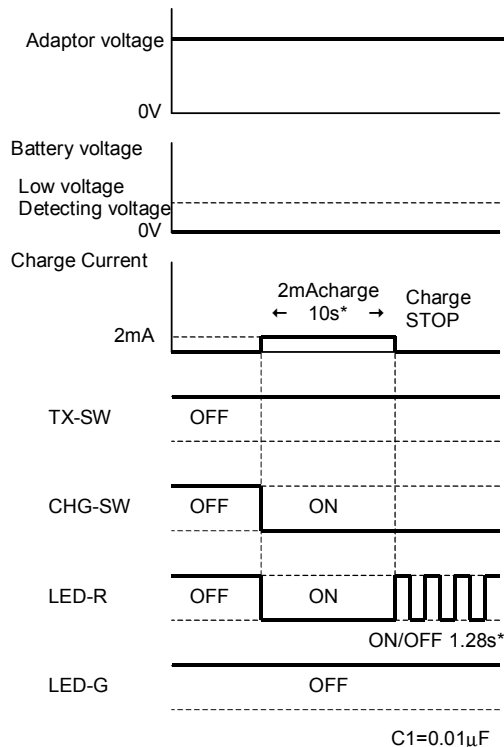 Adaptor voltage
0V
Battery voltage
Low voltage
Detecting voltage
0V
Charge Current
2mAcharge
← 10s* →
Charge
STOP
2mA
TX-SW OFF
CHG-SW OFF ON
LED-R OFF ON
ON/OFF 1.28s*
LED-G OFF
C1=0.01μF